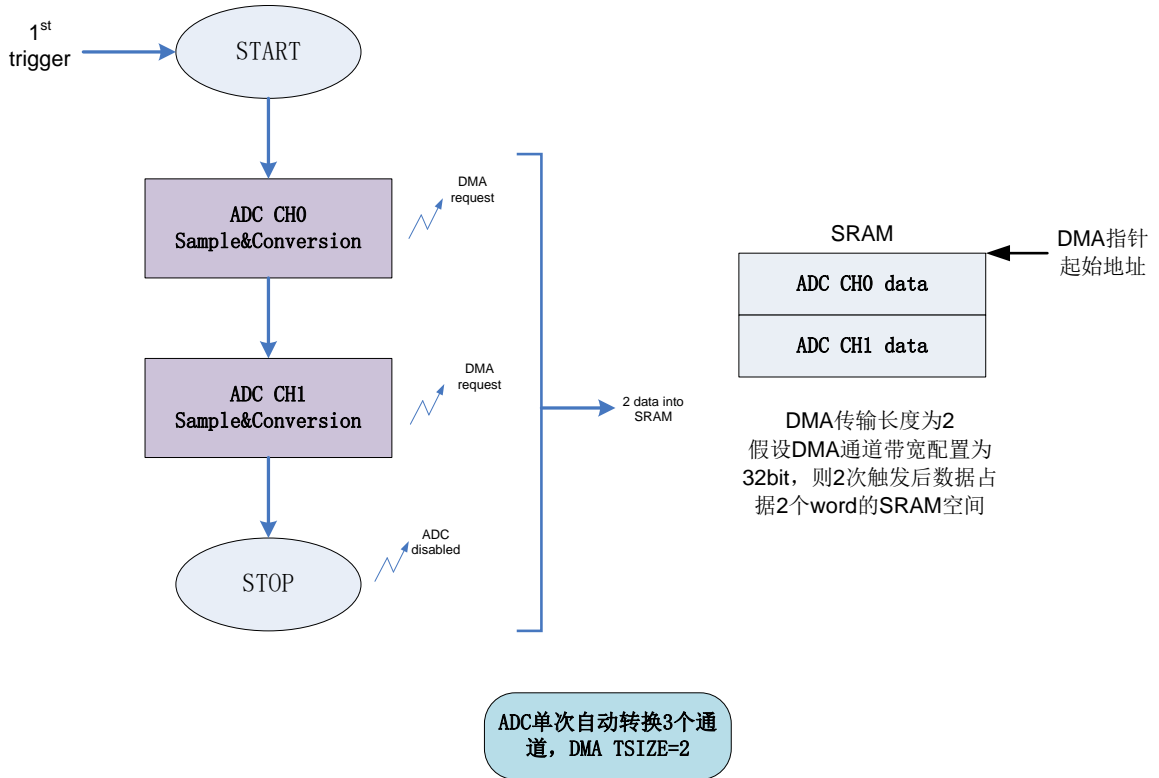 1st
trigger
START
ADC CH0
Sample&Conversion
DMA
request
ADC CH1
Sample&Conversion
DMA
request
STOP
ADC
disabled
2 data into
SRAM
SRAM
ADC CH0 data
ADC CH1 data
DMA指针
起始地址
DMA传输长度为2
假设DMA通道带宽配置为
32bit，则2次触发后数据占
据2个word的SRAM空间
ADC单次自动转换3个通
道，DMA TSIZE=2